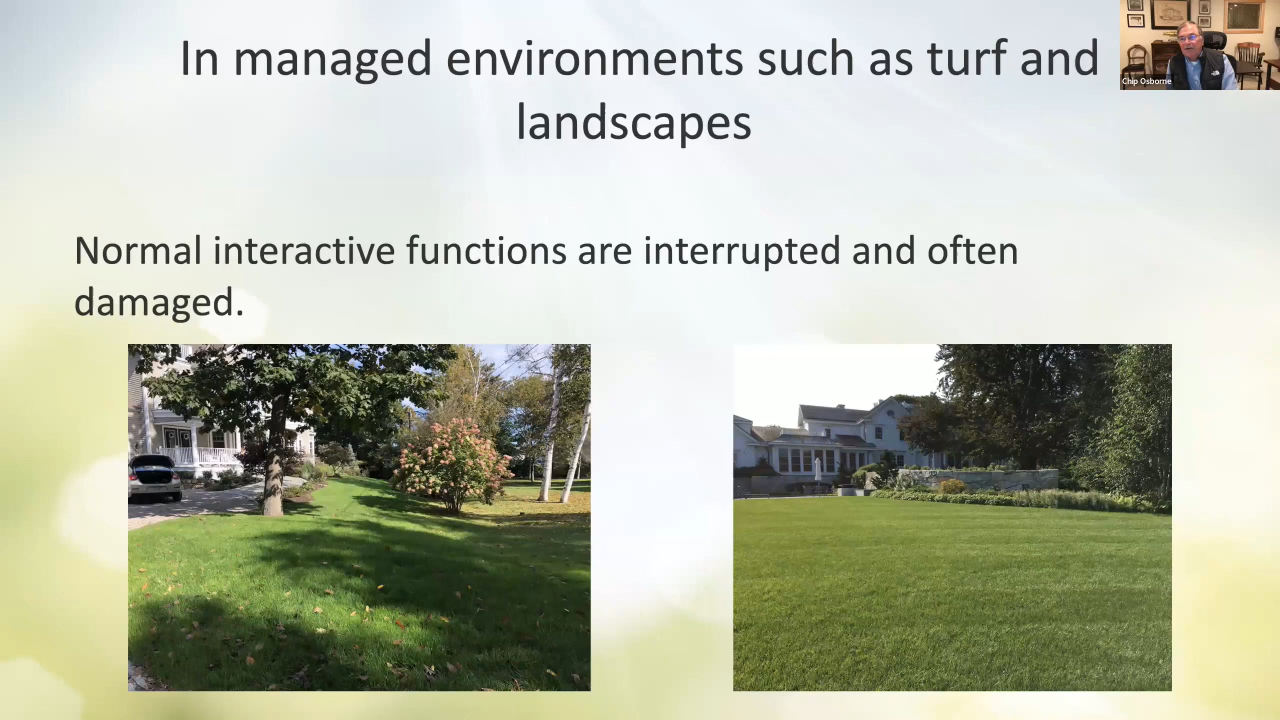 In managed environments such as turf and
landscapes
Chip Osborne
Normal interactive functions are interrupted and often
damaged.